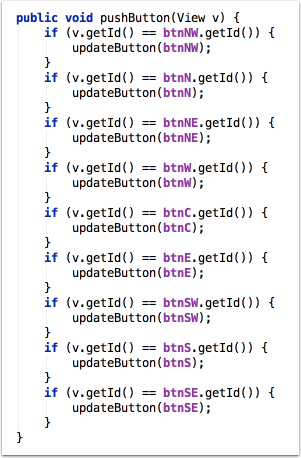 public void pushButton(View v) {
    if (v.getId() == btnNW.getId()) {
        updateButton(btnNW);
    }
    if (v.getId() == btnN.getId()) {
        updateButton(btnN);
    }
    if (v.getId() == btnNE.getId()) {
        updateButton(btnNE);
    }
    if (v.getId() == btnW.getId()) {
        updateButton(btnW);
    }
    if (v.getId() == btnC.getId()) {
        updateButton(btnC);
    }
    if (v.getId() == btnE.getId()) {
        updateButton(btnE);
    }
    if (v.getId() == btnSW.getId()) {
        updateButton(btnSW);
    }
    if (v.getId() == btnS.getId()) {
        updateButton(btnS);
    }
    if (v.getId() == btnSE.getId()) {
        updateButton(btnSE);
    }
}